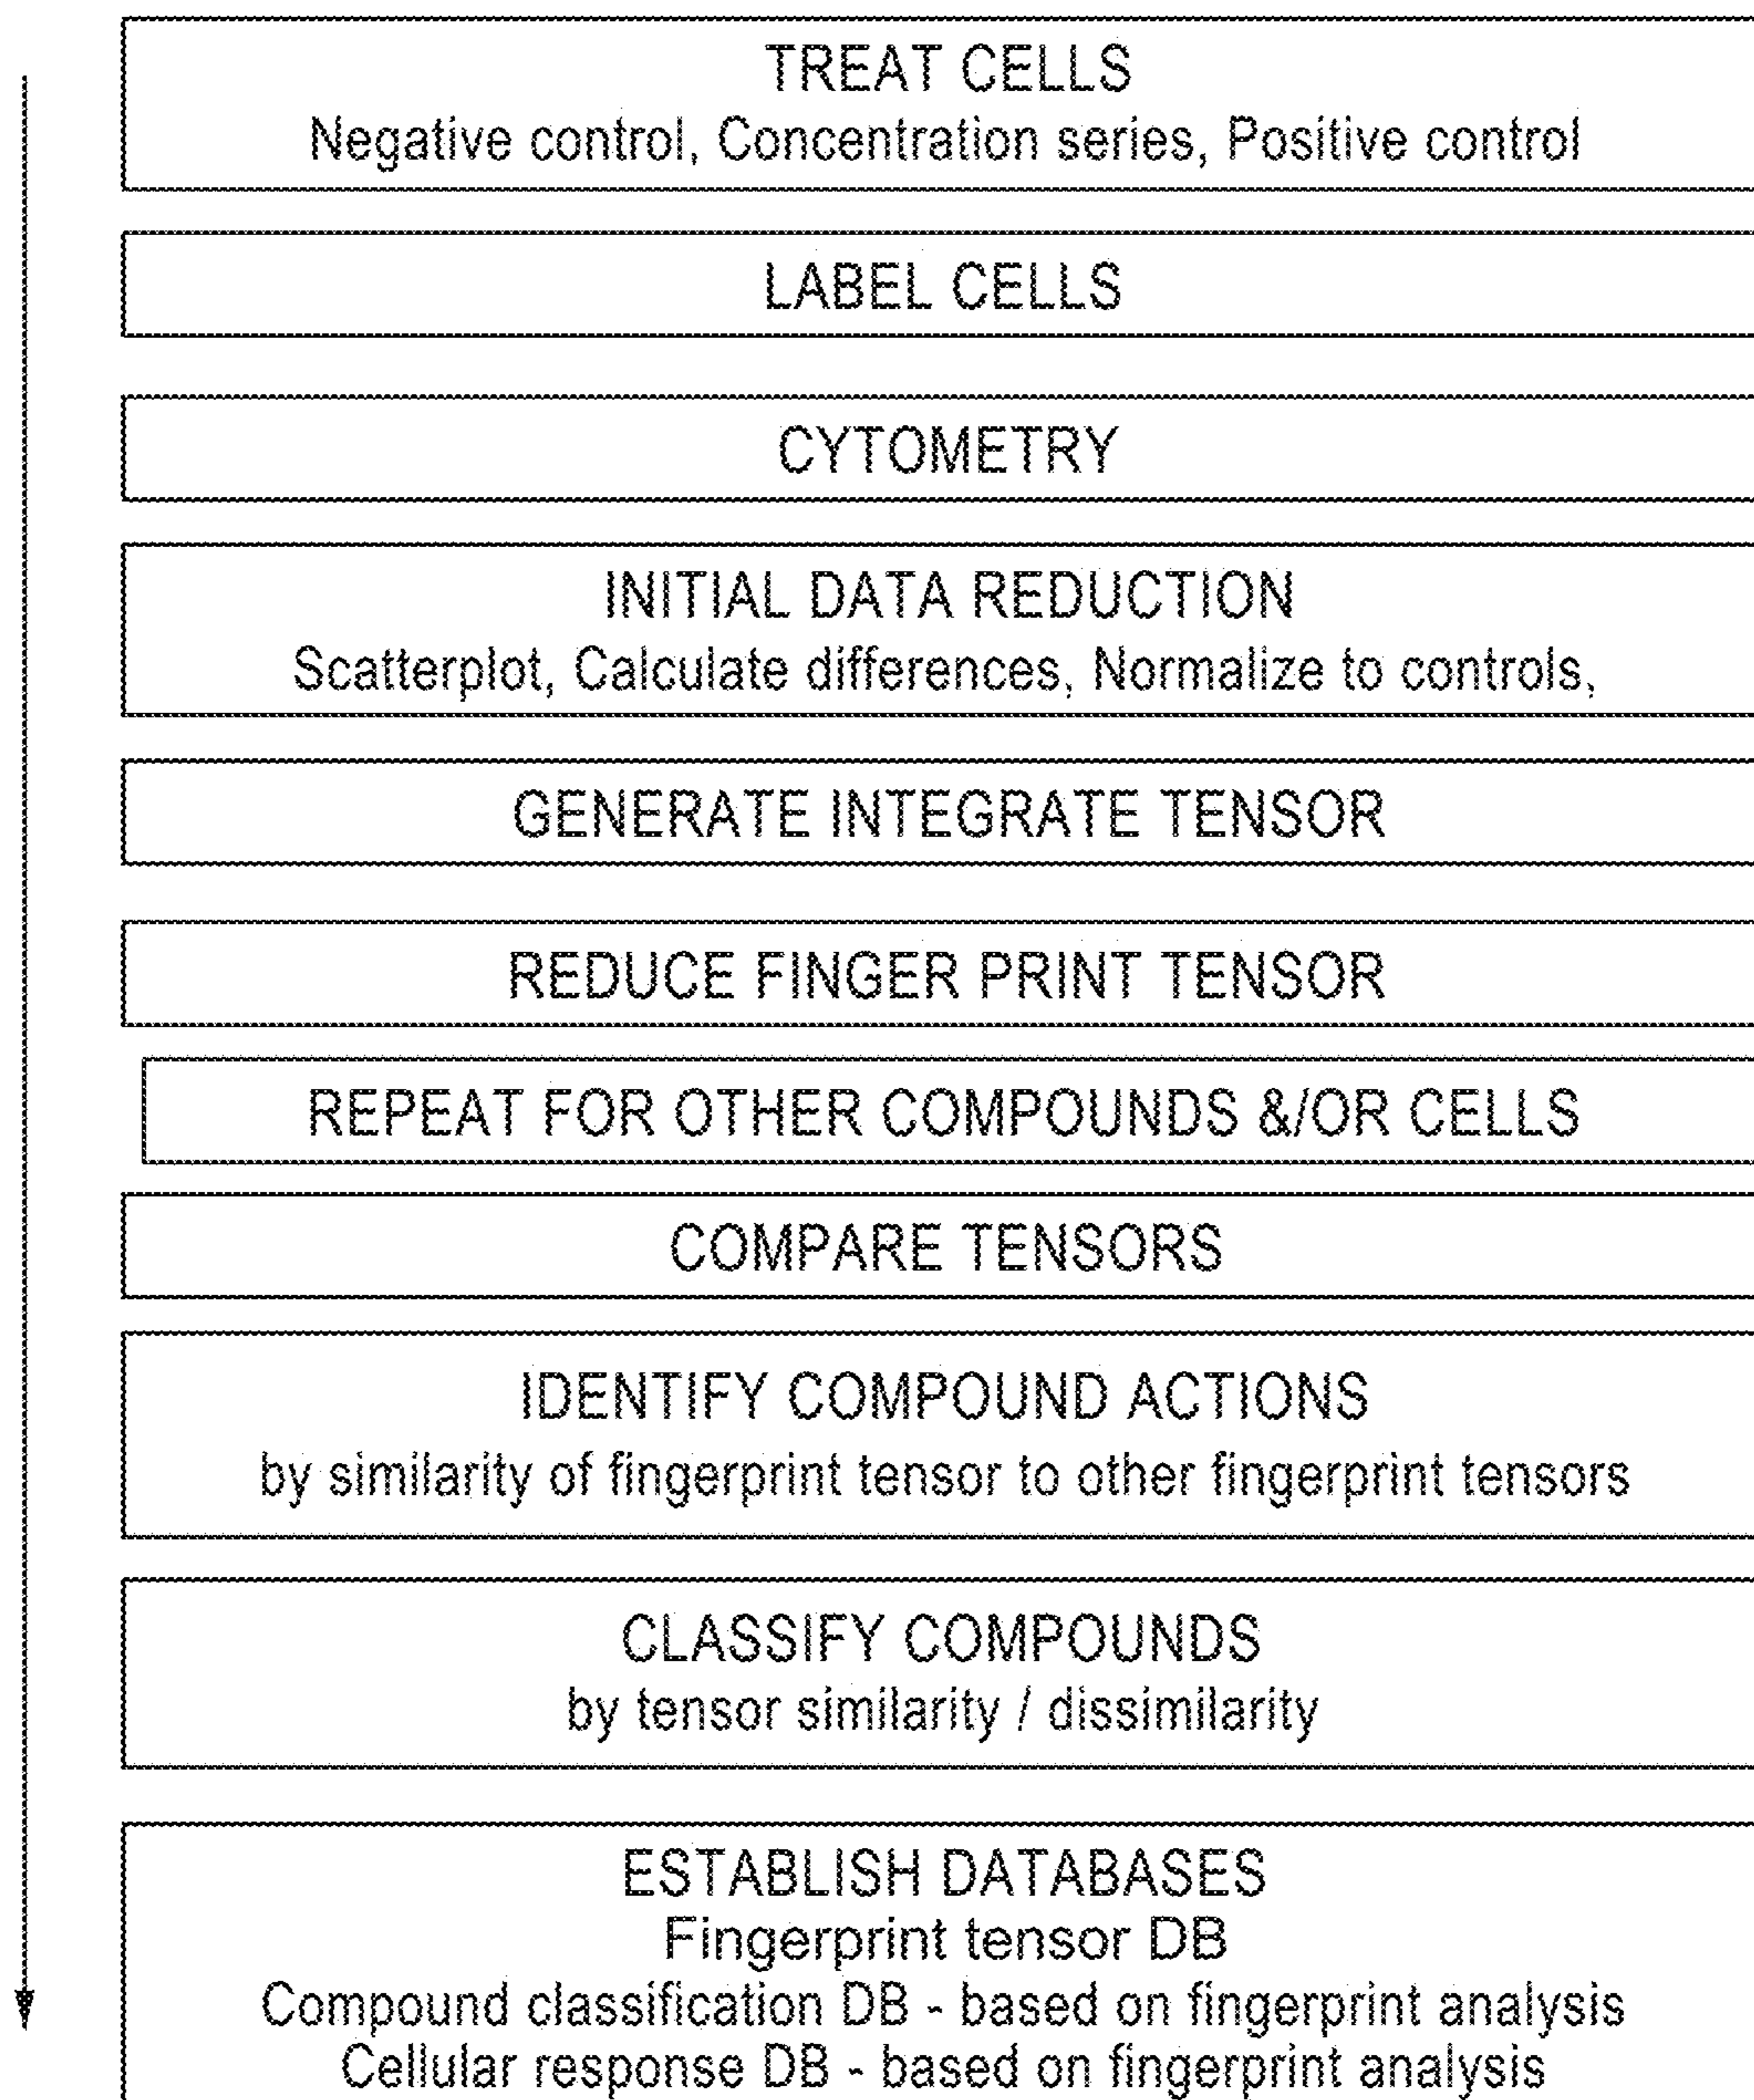 TREAT CELLS
Negative control, Concentration series, Positive control
LABEL CELLS
CYTOMETRY
INITIAL DATA REDUCTION
Scatterplot, Calculate differences, Normalize to controls,
GENERATE INTEGRATE TENSOR
REDUCE FINGER PRINT TENSOR
REPEAT FOR OTHER COMPOUNDS &/OR CELLS
COMPARE TENSORS
IDENTIFY COMPOUND ACTIONS
by similarity of fingerprint tensor to other fingerprint tensors
CLASSIFY COMPOUNDS
by tensor similarity / dissimilarity
ESTABLISH DATABASES
Fingerprint tensor DB
Compound classification DB - based on fingerprint analysis
Cellular response DB - based on fingerprint analysis